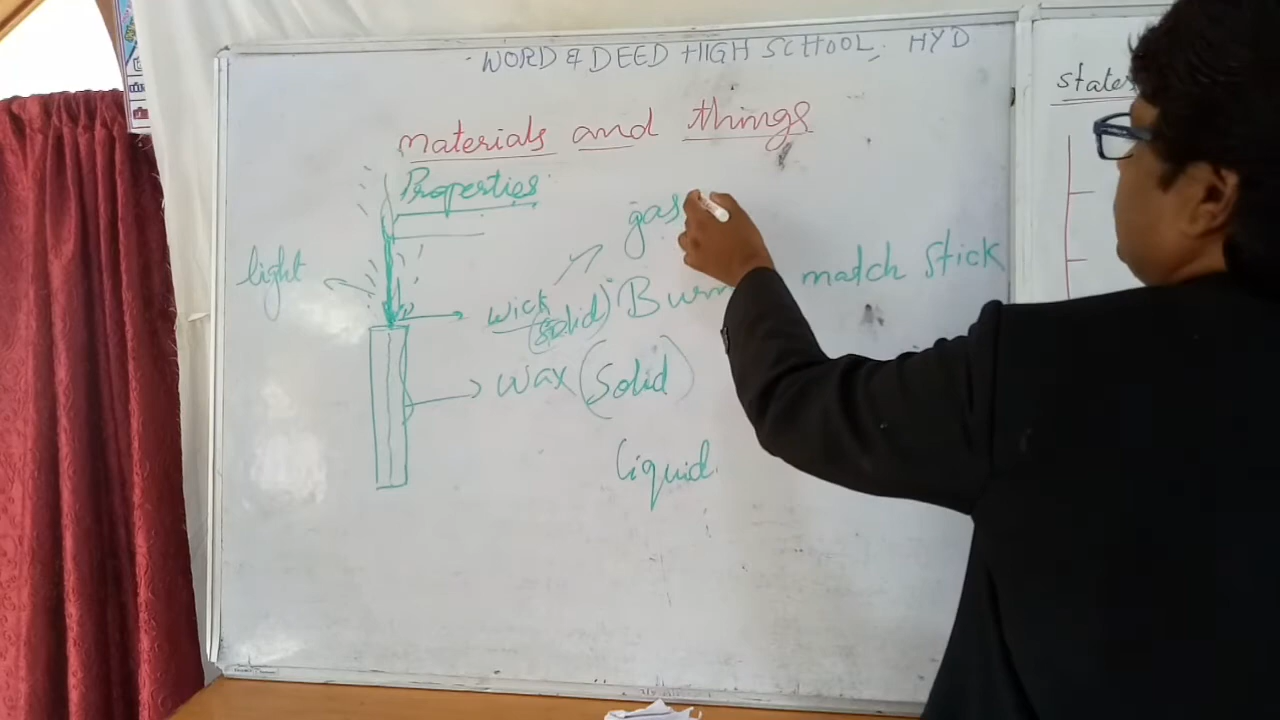 WORD & DEED HIGH SCHOOL, HYD
materials and things
Properties
gas
light
wick
(solid)
Burn
match stick
wax (Solid)
liquid
states